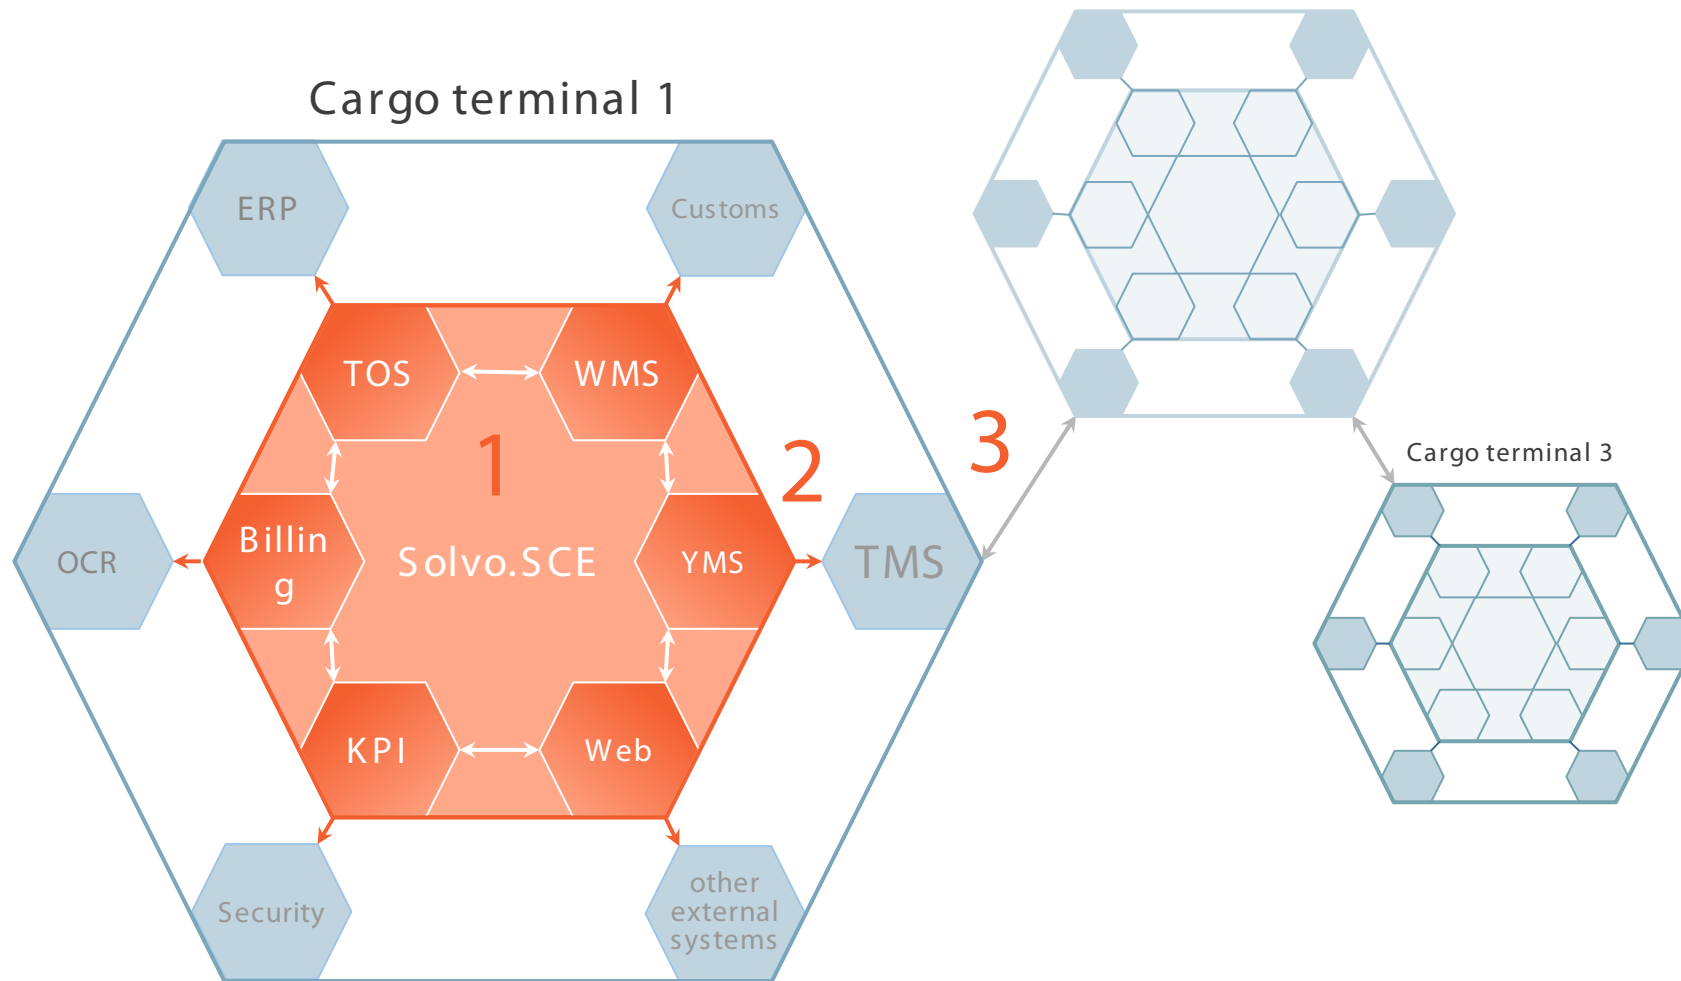 Cargo terminal 1
ERP
Customs
TOS
WMS
1
2
3
Cargo terminal 3
OCR
Billin
g
Solvo.SCE
YMS
TMS
KPI
Web
Security
other
external
systems